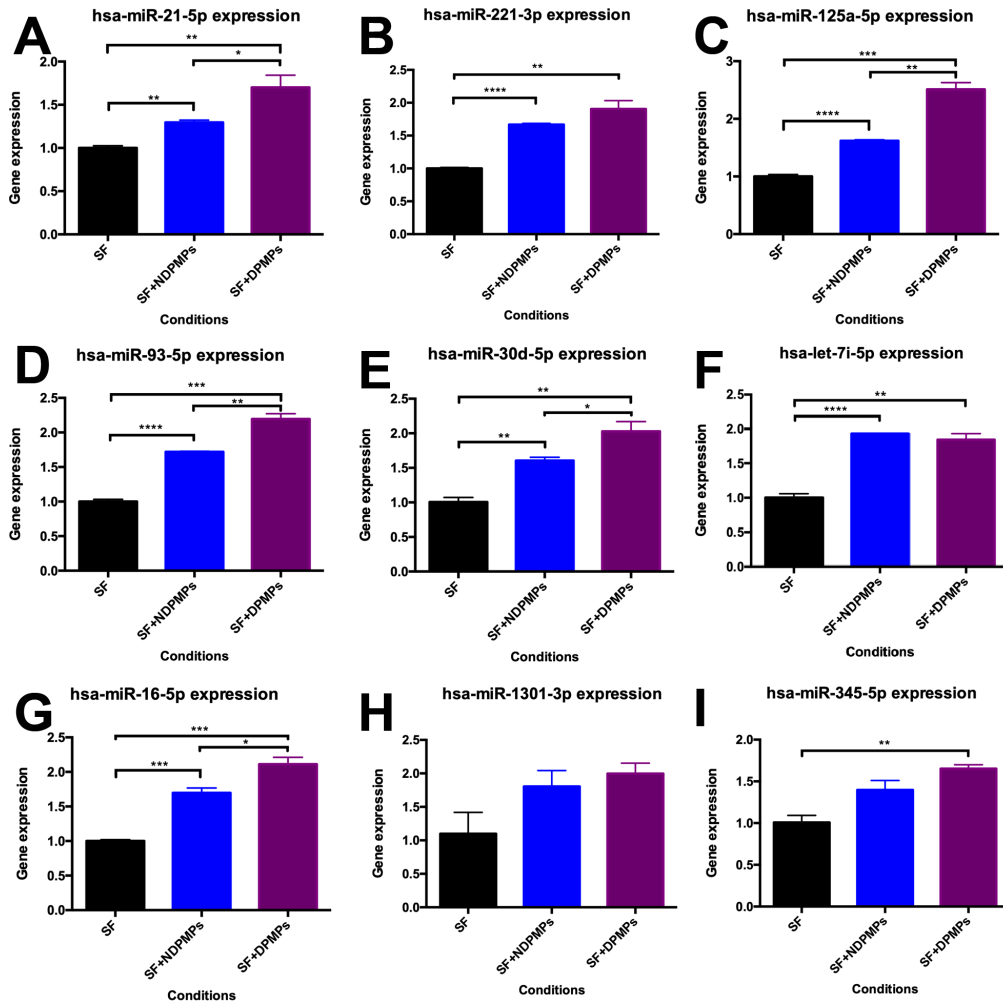 A
hsa-miR-21-5p expression
**
*
**
Gene expression
2.0
1.5
1.0
0.5
0.0
SF
SF+NDPMPs
SF+DPMPs
Conditions
B
hsa-miR-221-3p expression
**
****
Gene expression
2.5
2.0
1.5
1.0
0.5
0.0
SF
SF+NDPMPs
SF+DPMPs
Conditions
C
hsa-miR-125a-5p expression
***
**
****
Gene expression
3
2
1
0
SF
SF+NDPMPs
SF+DPMPs
Conditions
D
hsa-miR-93-5p expression
***
**
****
Gene expression
2.5
2.0
1.5
1.0
0.5
0.0
SF
SF+NDPMPs
SF+DPMPs
Conditions
E
hsa-miR-30d-5p expression
**
*
**
Gene expression
2.5
2.0
1.5
1.0
0.5
0.0
SF
SF+NDPMPs
SF+DPMPs
Conditions
F
hsa-let-7i-5p expression
**
****
Gene expression
2.5
2.0
1.5
1.0
0.5
0.0
SF
SF+NDPMPs
SF+DPMPs
Conditions
G
hsa-miR-16-5p expression
***
*
***
Gene expression
2.5
2.0
1.5
1.0
0.5
0.0
SF
SF+NDPMPs
SF+DPMPs
Conditions
H
hsa-miR-1301-3p expression
Gene expression
2.5
2.0
1.5
1.0
0.5
0.0
SF
SF+NDPMPs
SF+DPMPs
Conditions
I
hsa-miR-345-5p expression
**
Gene expression
2.0
1.5
1.0
0.5
0.0
SF
SF+NDPMPs
SF+DPMPs
Conditions